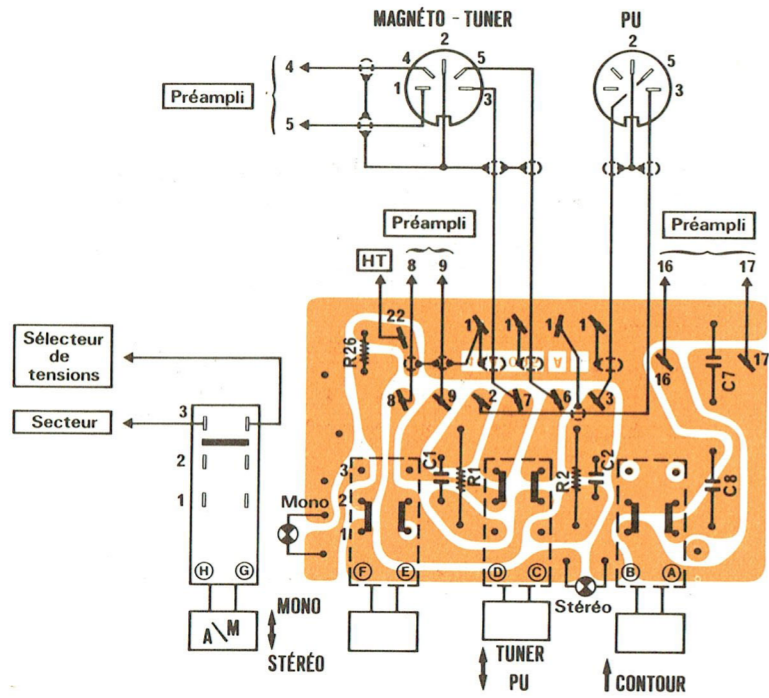 MAGNÉTO - TUNER
PU
2
2
4
4
5
5
Préampli
1
3
3
5
Préampli
Préampli
HT
8
9
16
17
22
1
1
1
1
Sélecteur
de
tensions
R26
16
C7
17
8
9
2
7
6
3
3
Secteur
2
1
3
2
1
C1
R1
R2
C2
C8
Mono
H
G
F
E
D
C
B
A
Stéréo
A
M
MONO
STÉRÉO
TUNER
PU
CONTOUR